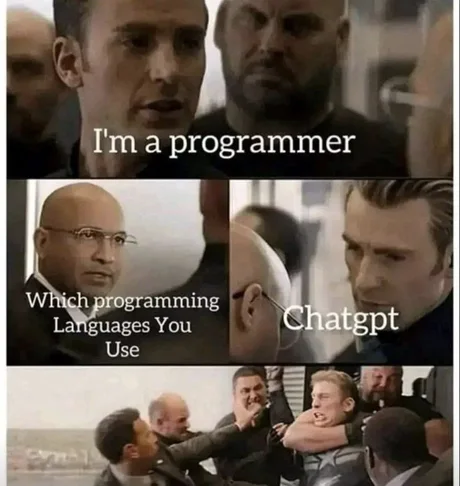 I'm a programmer
Which programming
Languages You
Use
Chatgpt